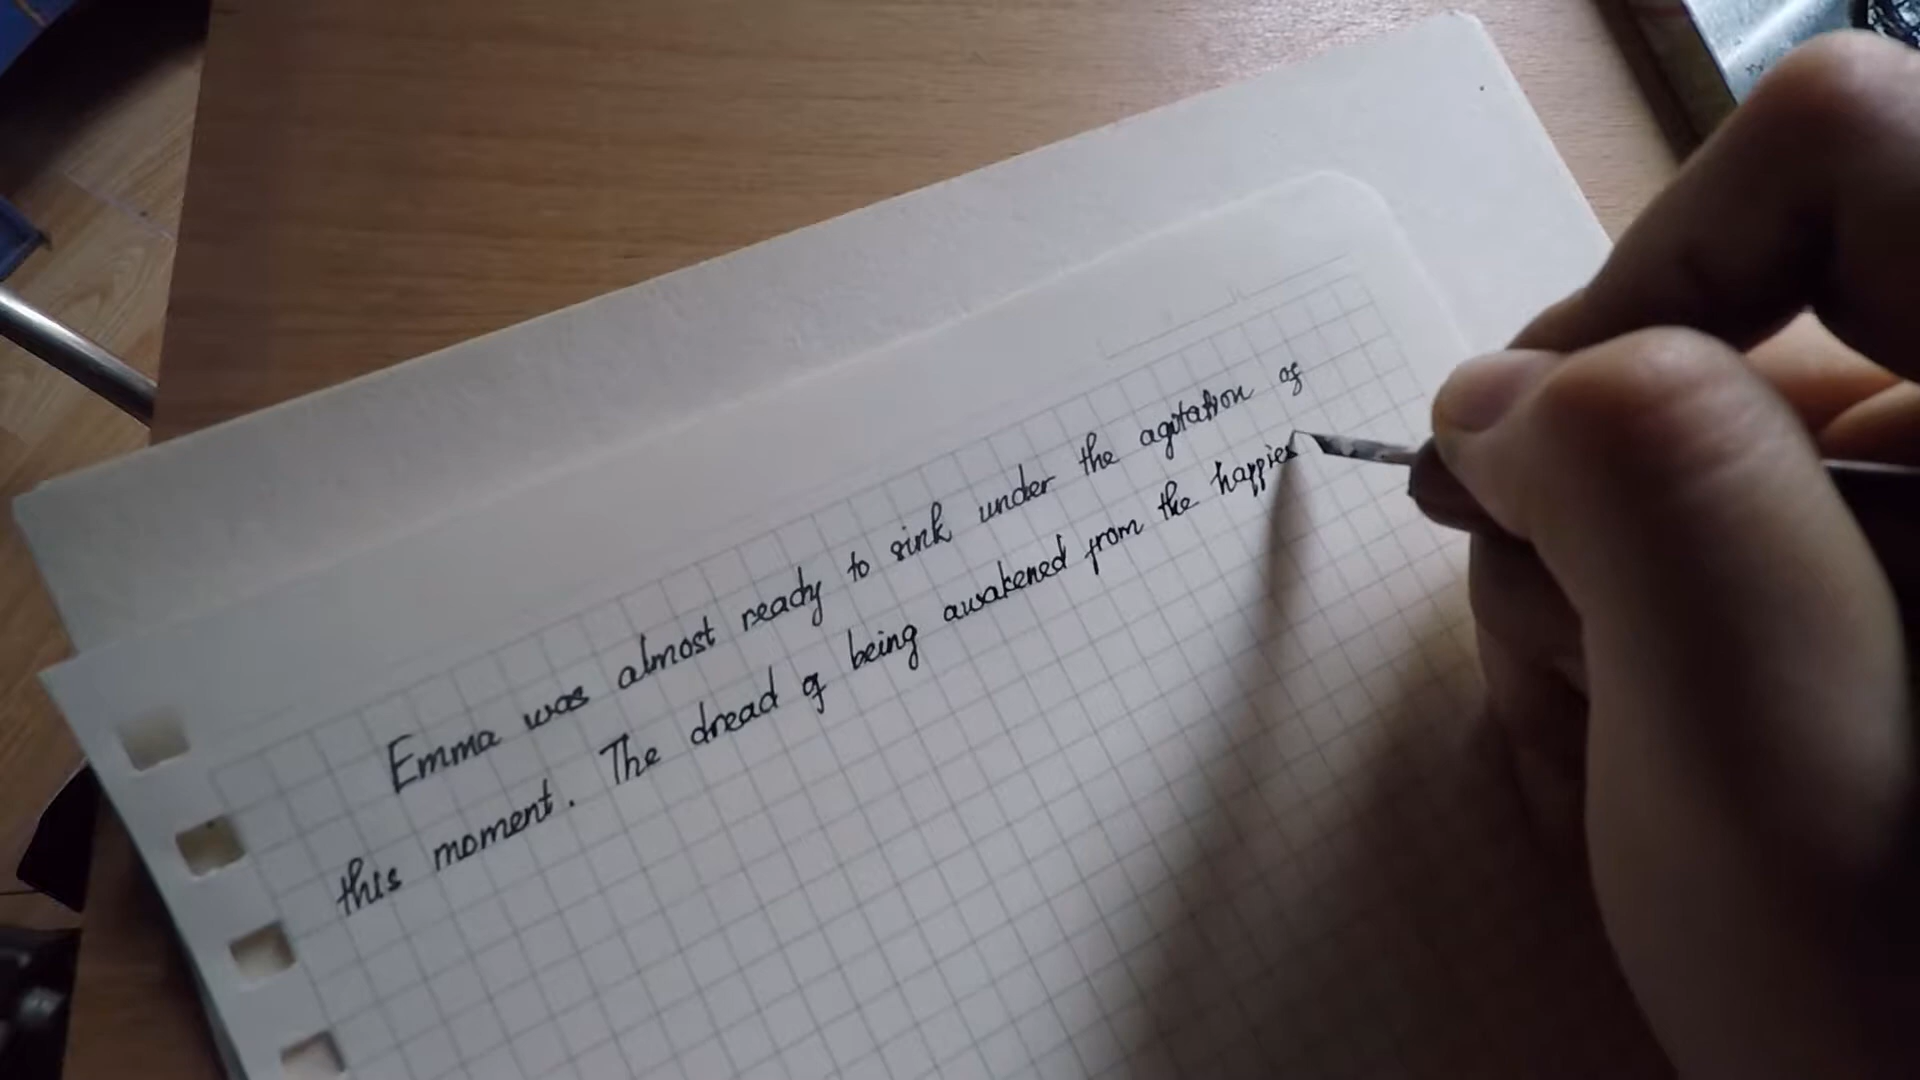 Emma was almost ready to sink under the agitation of
this moment. The dread of being awakened from the happies